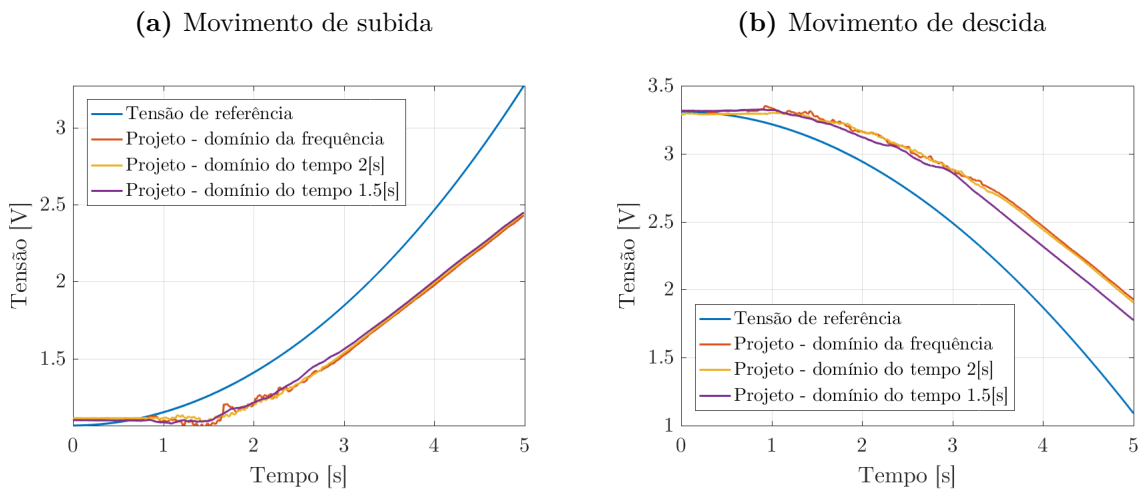 (a) Movimento de subida
Tensão de referência
Projeto - domínio da frequência
Projeto - domínio do tempo 2[s]
Projeto - domínio do tempo 1.5[s]
Tensão [V]
3
2.5
2
1.5
0
1
2
3
4
5
Tempo [s]
(b) Movimento de descida
Tensão de referência
Projeto - domínio da frequência
Projeto - domínio do tempo 2[s]
Projeto - domínio do tempo 1.5[s]
Tensão [V]
3.5
3
2.5
2
1.5
1
0
1
2
3
4
5
Tempo [s]